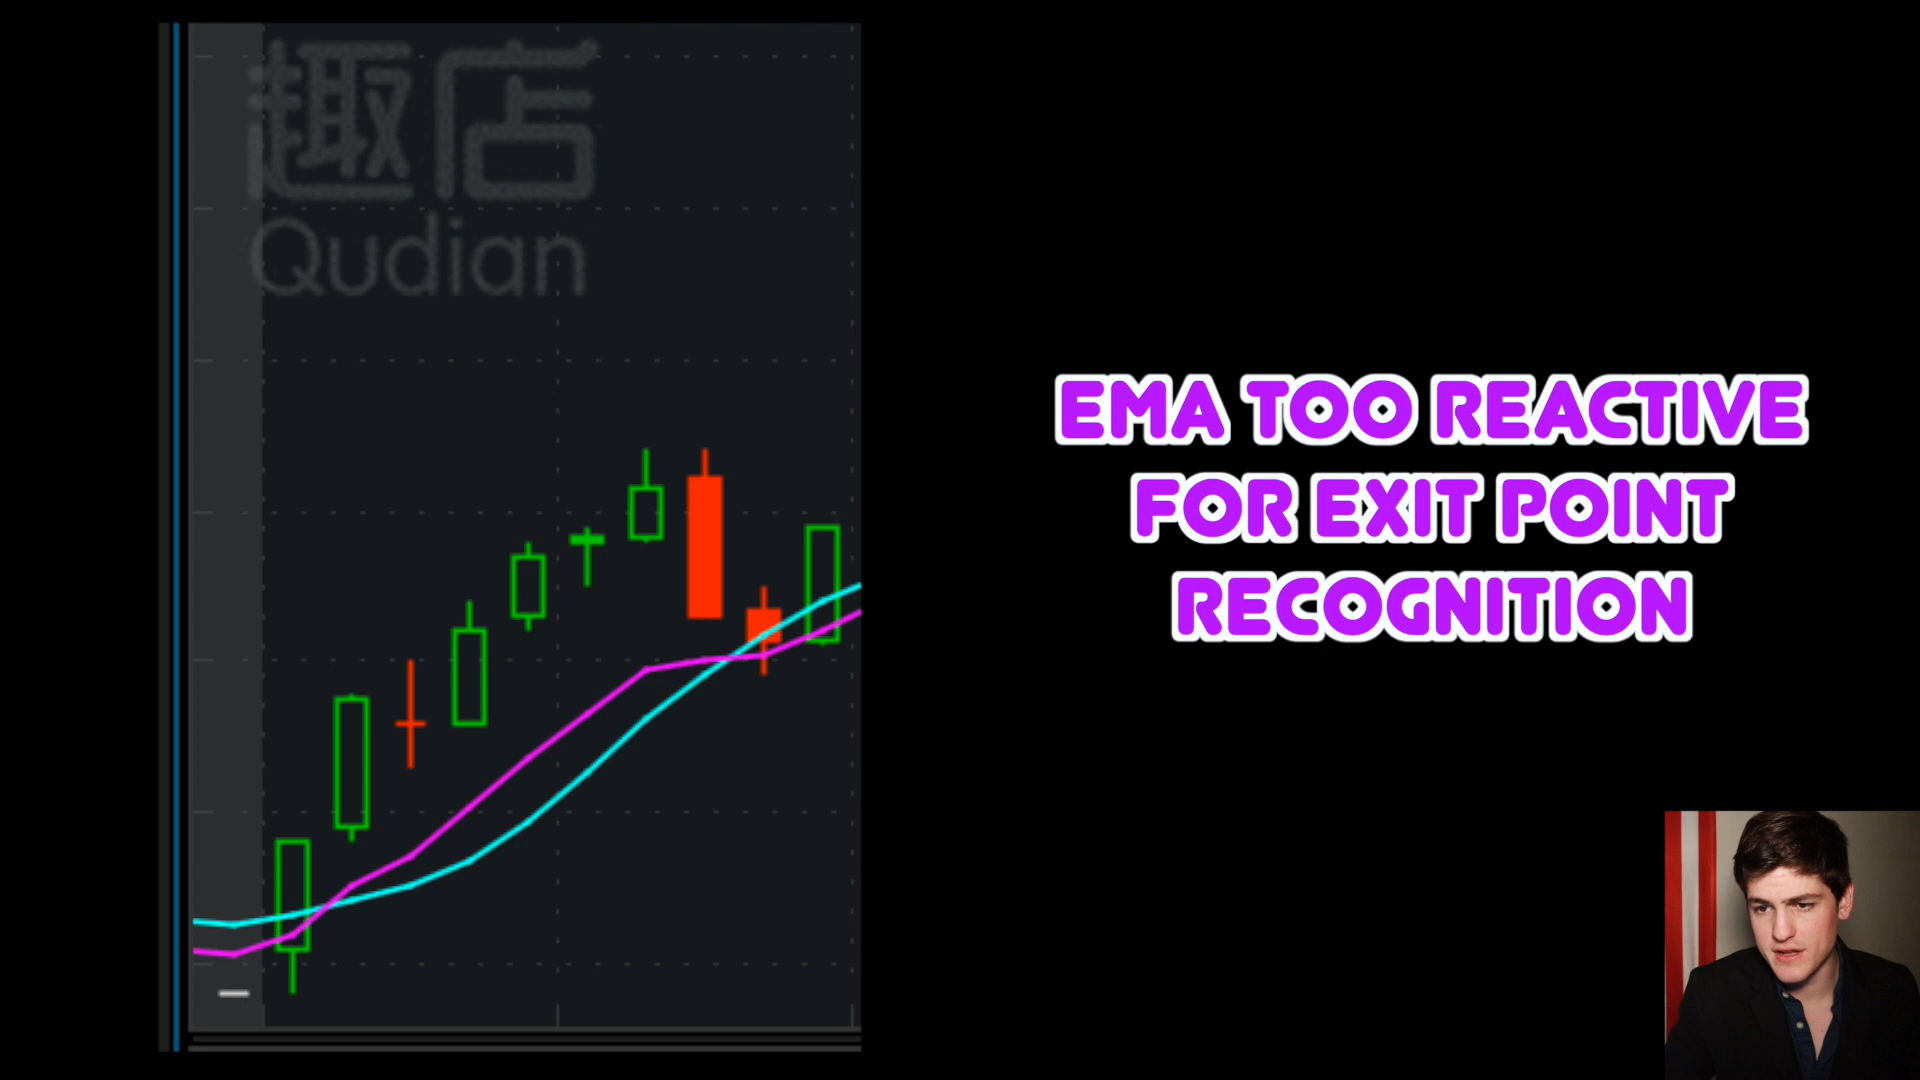 趣店
Qudian
EMA TOO REACTIVE
FOR EXIT POINT
RECOGNITION